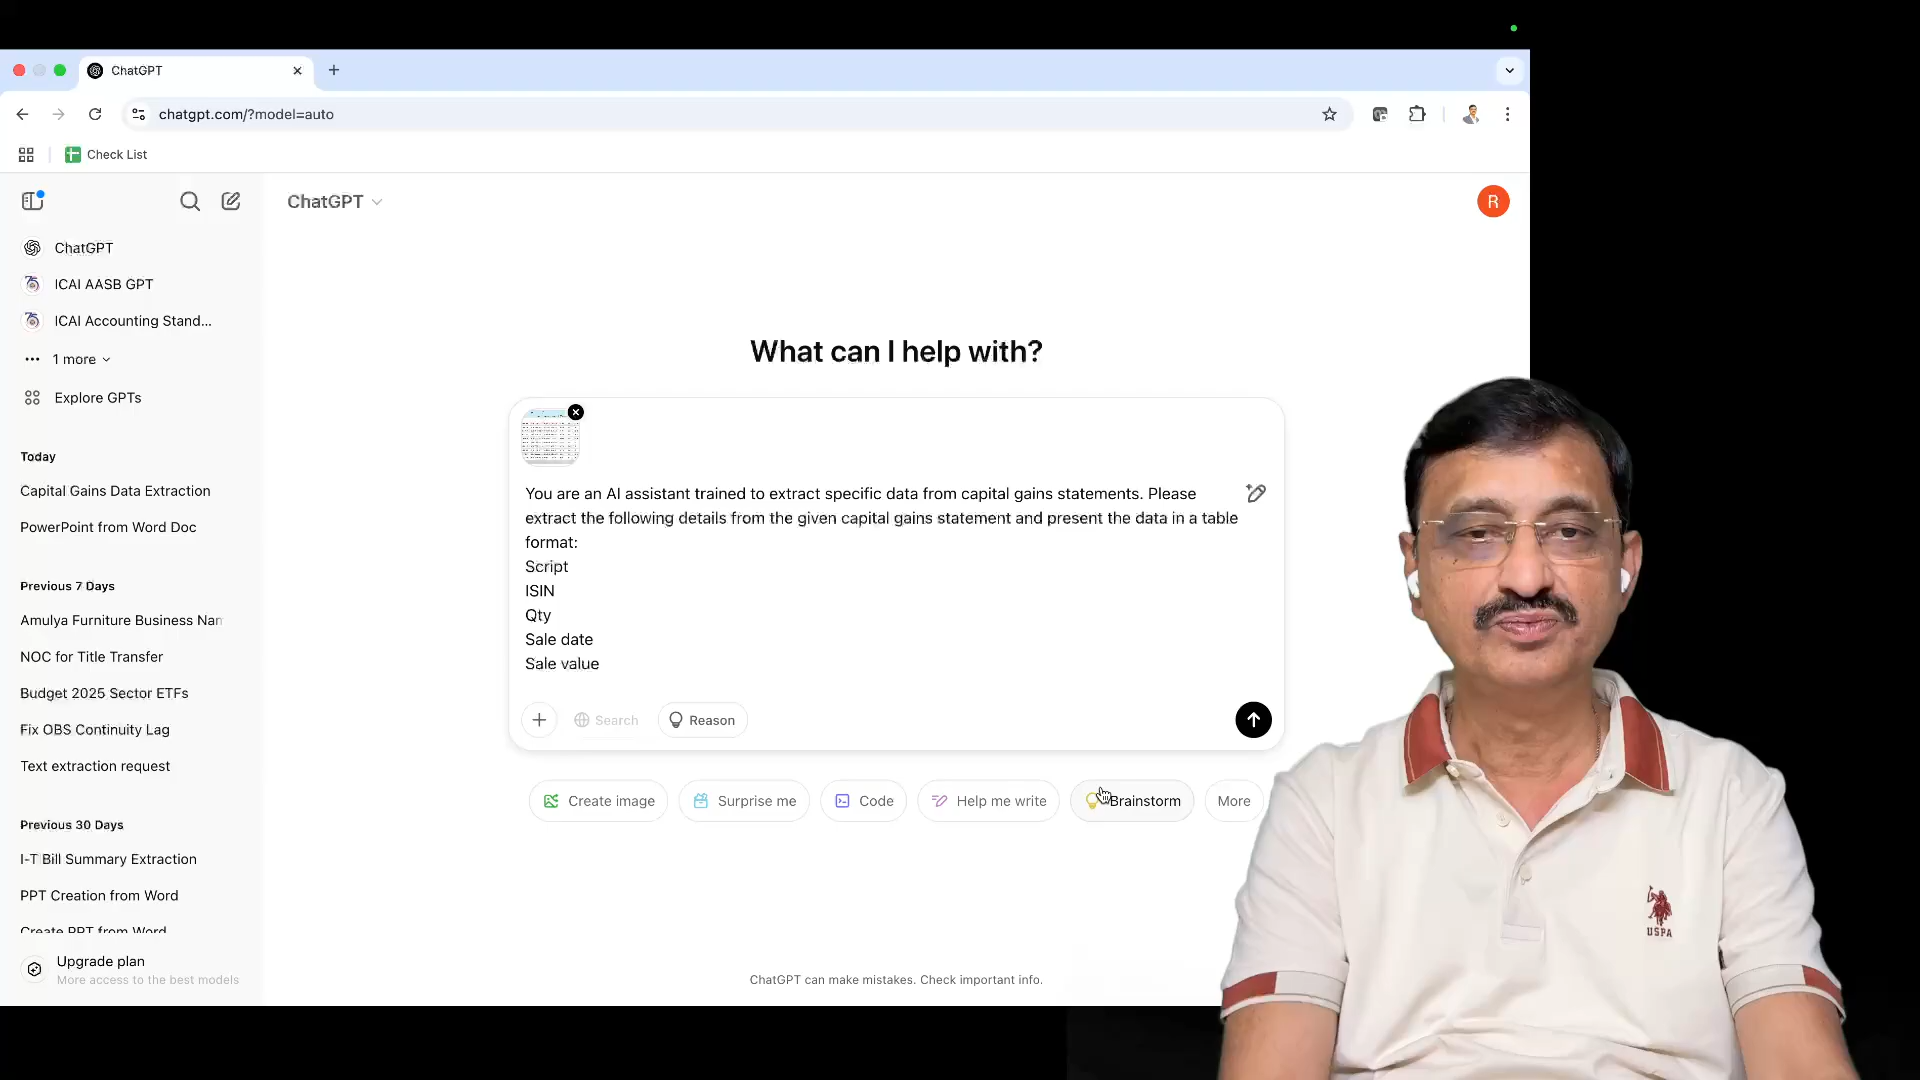 ChatGPT
chatgpt.com/?model=auto
Check List
ChatGPT
R
ChatGPT
ICAI AASB GPT
ICAI Accounting Stand...
1 more
Explore GPTs
Today
Capital Gains Data Extraction
PowerPoint from Word Doc
Previous 7 Days
Amulya Furniture Business Nan
NOC for Title Transfer
Budget 2025 Sector ETFs
Fix OBS Continuity Lag
Text extraction request
Previous 30 Days
I-T Bill Summary Extraction
PPT Creation from Word
Create PPT from Word
Upgrade plan
More access to the best models
What can I help with?
You are an AI assistant trained to extract specific data from capital gains statements. Please
extract the following details from the given capital gains statement and present the data in a table
format:
Script
ISIN
Qty
Sale date
Sale value
Search
Reason
Create image
Surprise me
Code
Help me write
Brainstorm
More
ChatGPT can make mistakes. Check important info.
USPA